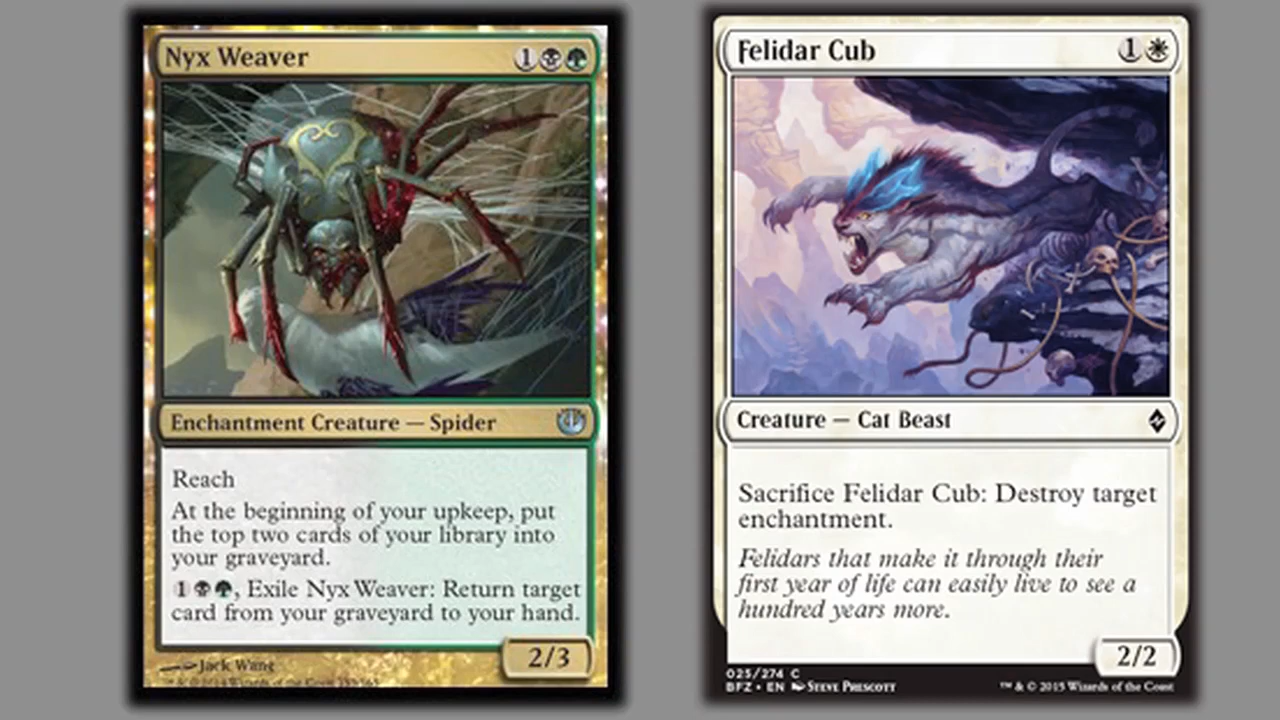 Nyx Weaver
1
Enchantment Creature — Spider
Reach
At the beginning of your upkeep, put
the top two cards of your library into
your graveyard.
1 , Exile Nyx Weaver: Return target
card from your graveyard to your hand.
2/3
Jack Wang
Felidar Cub
1
Creature — Cat Beast
Sacrifice Felidar Cub: Destroy target
enchantment.
Felidars that make it through their
first year of life can easily live to see a
hundred years more.
2/2
025/274 C
BFZ • EN Steve Prescott
™ & © 2015 Wizards of the Coast